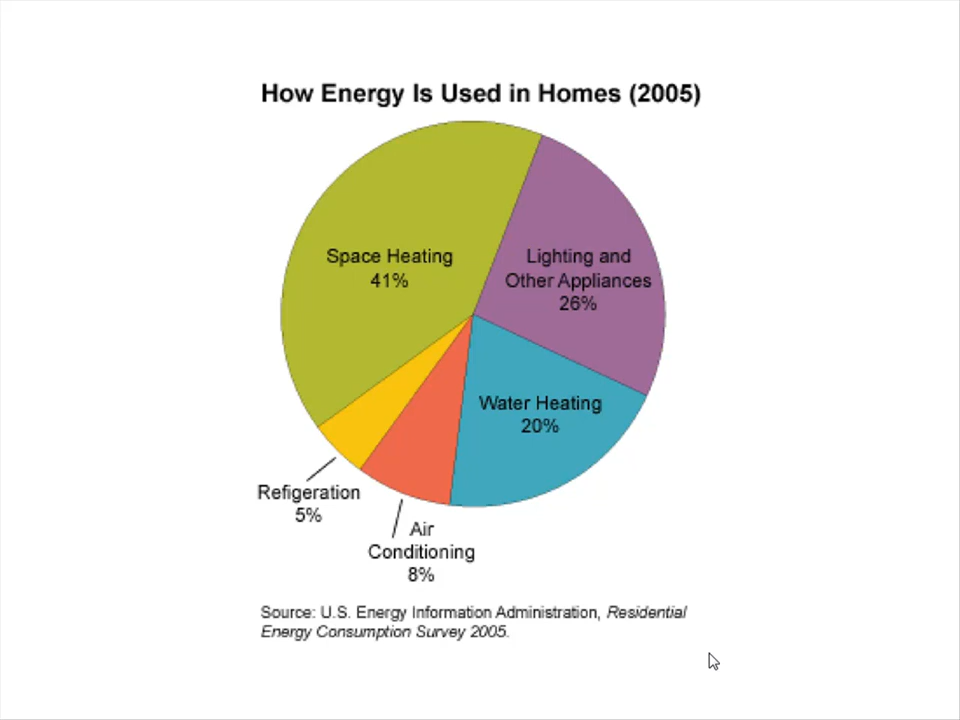 How Energy Is Used in Homes (2005)
Space Heating
41%
Lighting and
Other Appliances
26%
Water Heating
20%
Refigeration
5%
Air
Conditioning
8%
Source: U.S. Energy Information Administration, Residential
Energy Consumption Survey 2005.